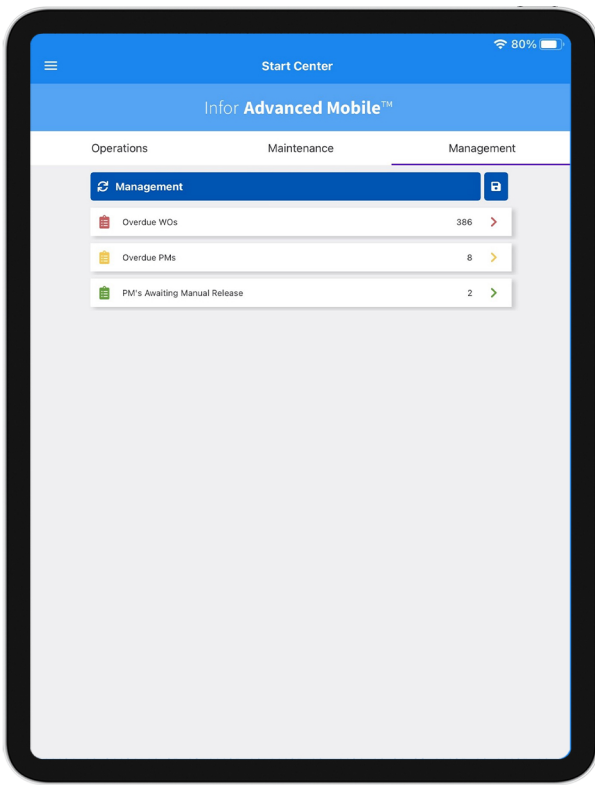 80%
Start Center
Infor Advanced Mobile™
Operations Maintenance Management
Management
Overdue WOs 386
Overdue PMs 8
PM's Awaiting Manual Release 2